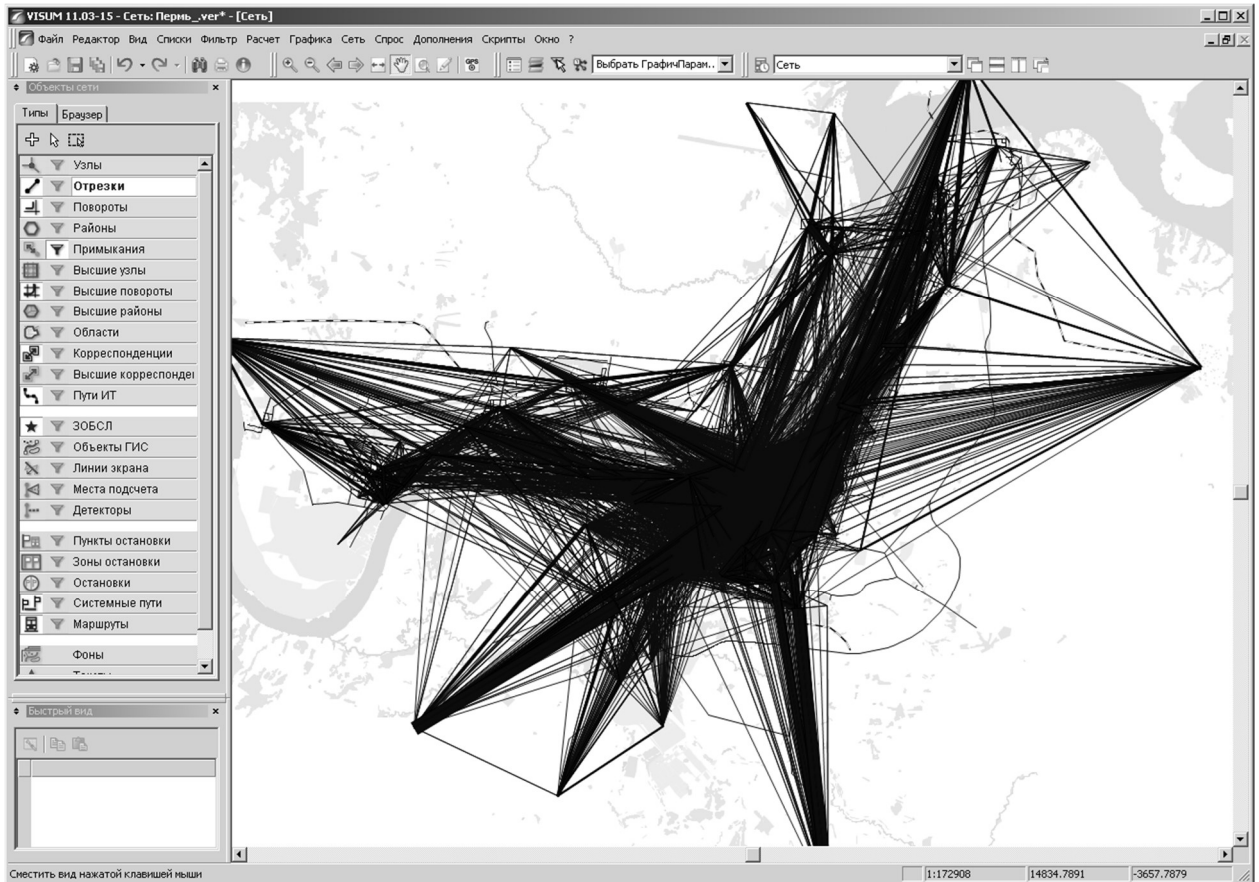 VISUM 11.03-15 - Сеть: Пермь_.ver* - [Сеть]
Файл Редактор Вид Списки Фильтр Расчет Графика Сеть Спрос Дополнения Скрипты Окно ?
GPS Выбрать ГрафичПарам.. Сеть
Объекты сети
Типы Браузер
Узлы
Отрезки
Повороты
Районы
Примыкания
Высшие узлы
Высшие повороты
Высшие районы
Области
Корреспонденции
Высшие корреспонде
Пути ИТ
ЗОБСЛ
Объекты ГИС
Линии экрана
Места подсчета
Детекторы
Пункты остановки
Зоны остановки
Остановки
Системные пути
Маршруты
Фоны
Быстрый вид
Сместить вид нажатой клавишей мыши 1:172908 14834.7891 -3657.7879